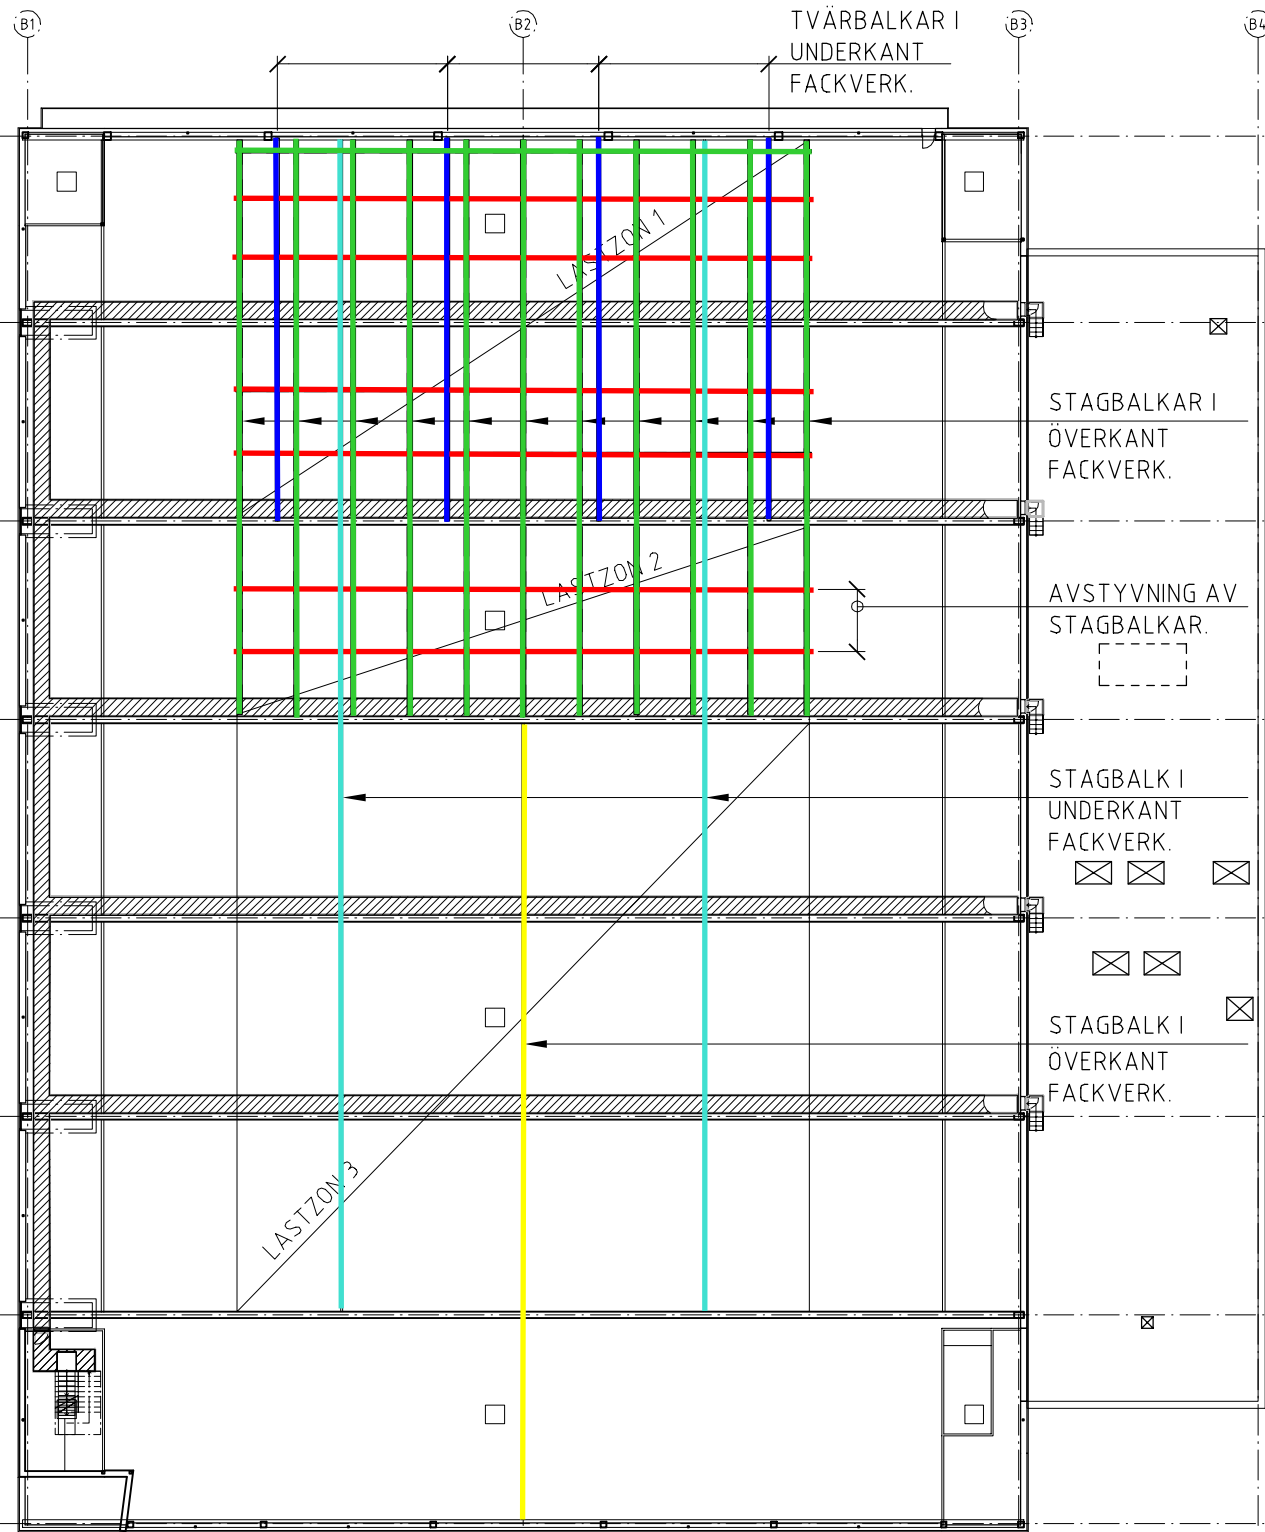 B1
B2
B3
B4
TVÄRBALKAR I
UNDERKANT
FACKVERK.
LASTZON 1
STAGBALKAR I
ÖVERKANT
FACKVERK.
LASTZON 2
AVSTYVNING AV
STAGBALKAR.
STAGBALK I
UNDERKANT
FACKVERK.
STAGBALK I
ÖVERKANT
FACKVERK.
LASTZON 3